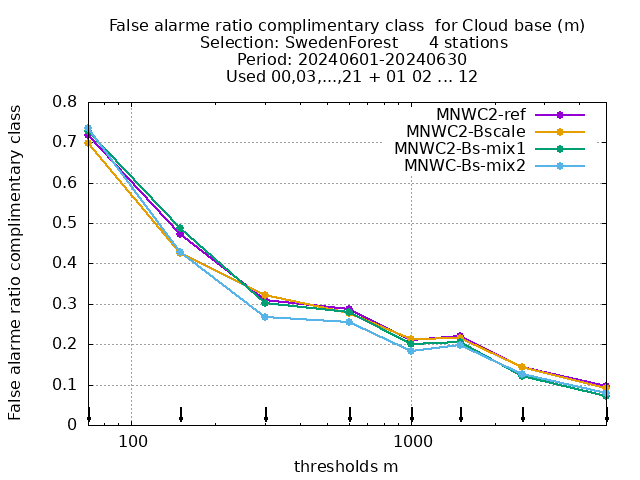 False alarme ratio complimentary class  for Cloud base (m)
Selection: SwedenForest      4 stations
Period: 20240601-20240630
Used 00,03,...,21 + 01 02 ... 12
False alarme ratio complimentary class
0.8
0.7
0.6
0.5
0.4
0.3
0.2
0.1
0
MNWC2-ref
MNWC2-Bscale
MNWC2-Bs-mix1
MNWC-Bs-mix2
100
1000
thresholds m